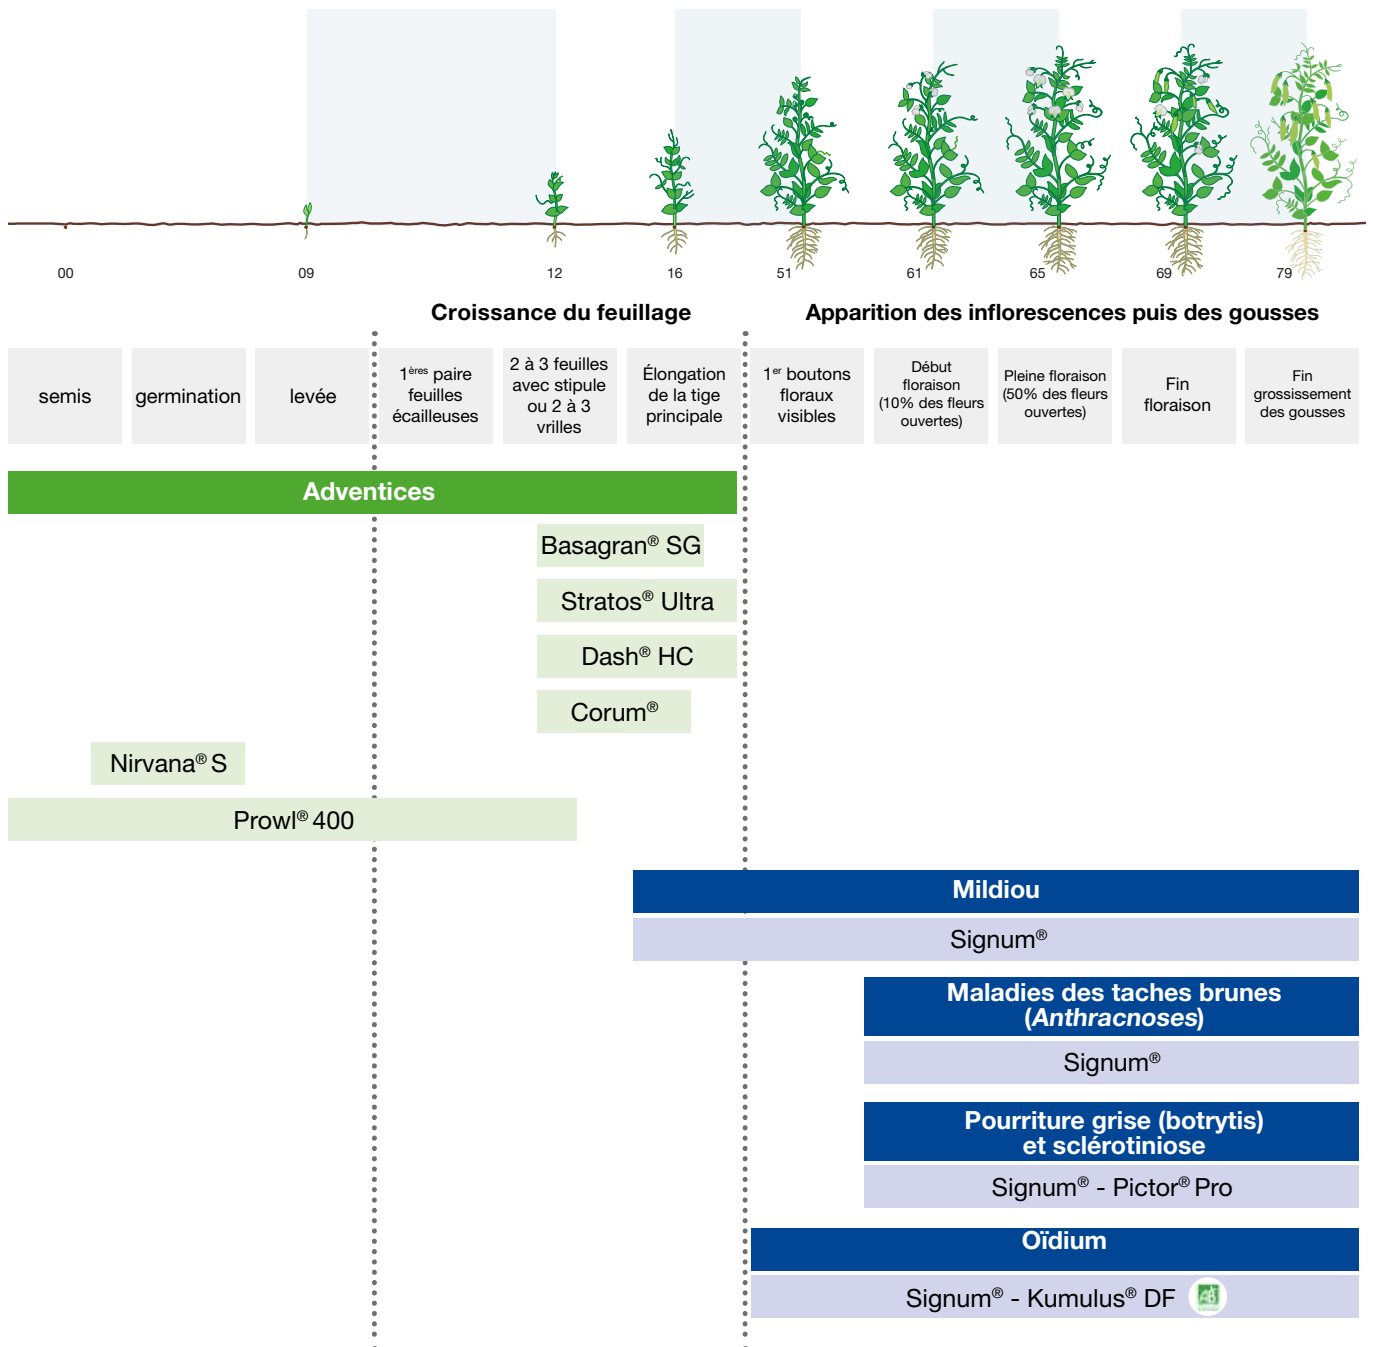 00 09 12 16 51 61 65 69 79
Croissance du feuillage
Apparition des inflorescences puis des gousses
semis
germination
levée
1ères paire
feuilles
écailleuses
2 à 3 feuilles
avec stipule
ou 2 à 3
vrilles
Élongation
de la tige
principale
1er boutons
floraux
visibles
Début
floraison
(10% des fleurs
ouvertes)
Pleine floraison
(50% des fleurs
ouvertes)
Fin
floraison
Fin
grossissement
des gousses
Adventices
Basagran® SG
Stratos® Ultra
Dash® HC
Corum®
Nirvana® S
Prowl® 400
Mildiou
Signum®
Maladies des taches brunes
(Anthracnoses)
Signum®
Pourriture grise (botrytis)
et sclérotiniose
Signum® - Pictor® Pro
Oïdium
Signum® - Kumulus® DF
AB